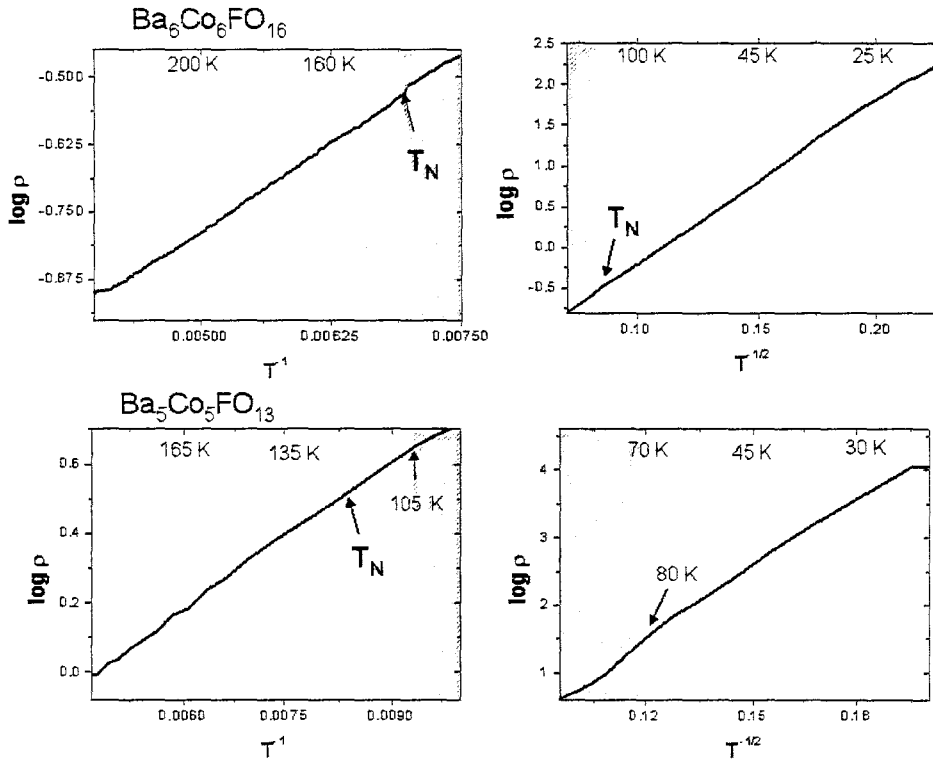 Ba₆Co₆FO₁₆
200 K 160 K
-0.500
-0.625
-0.750
-0.875
log ρ
T_N
0.00500 0.00625 0.00750
T⁻¹
100 K 45 K 25 K
2.5
2.0
1.5
1.0
0.5
0.0
-0.5
log ρ
T_N
0.10 0.15 0.20
T⁻¹/²
Ba₅Co₅FO₁₃
165 K 135 K
105 K
0.6
0.4
0.2
0.0
log ρ
T_N
0.0060 0.0075 0.0090
T⁻¹
70 K 45 K 30 K
4
3
2
1
log ρ
80 K
0.12 0.15 0.18
T⁻¹/²